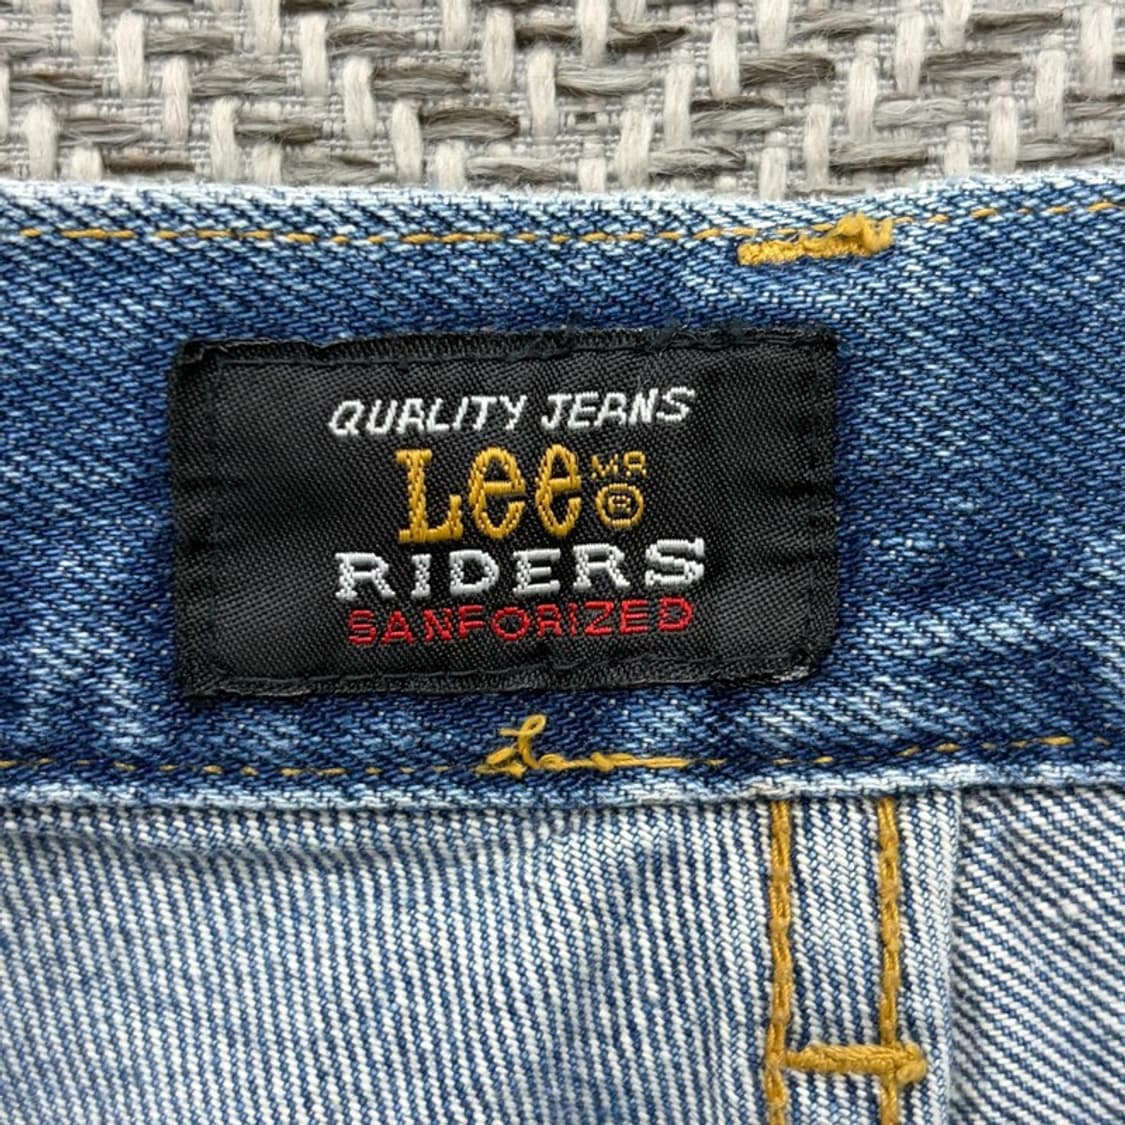 QUALITY JEANS
Lee MR ®
RIDERS
SANFORIZED